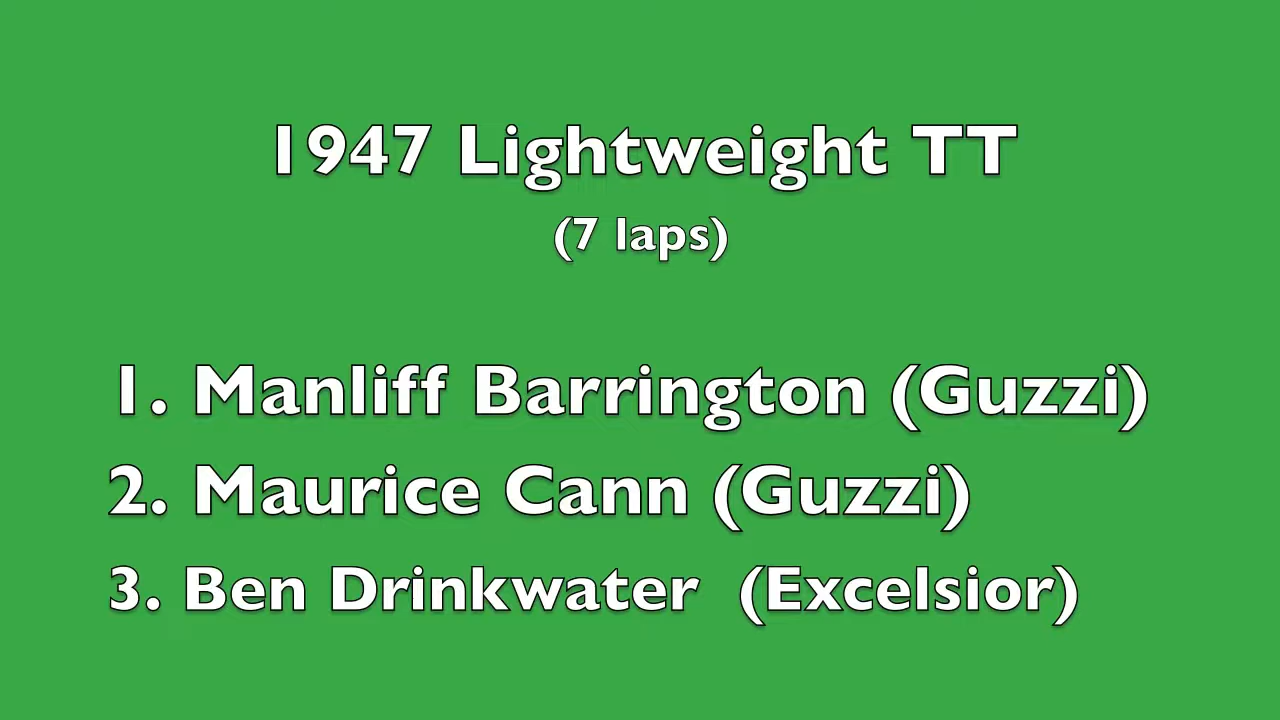 1947 Lightweight TT
(7 laps)
1. Manliff Barrington (Guzzi)
2. Maurice Cann (Guzzi)
3. Ben Drinkwater (Excelsior)